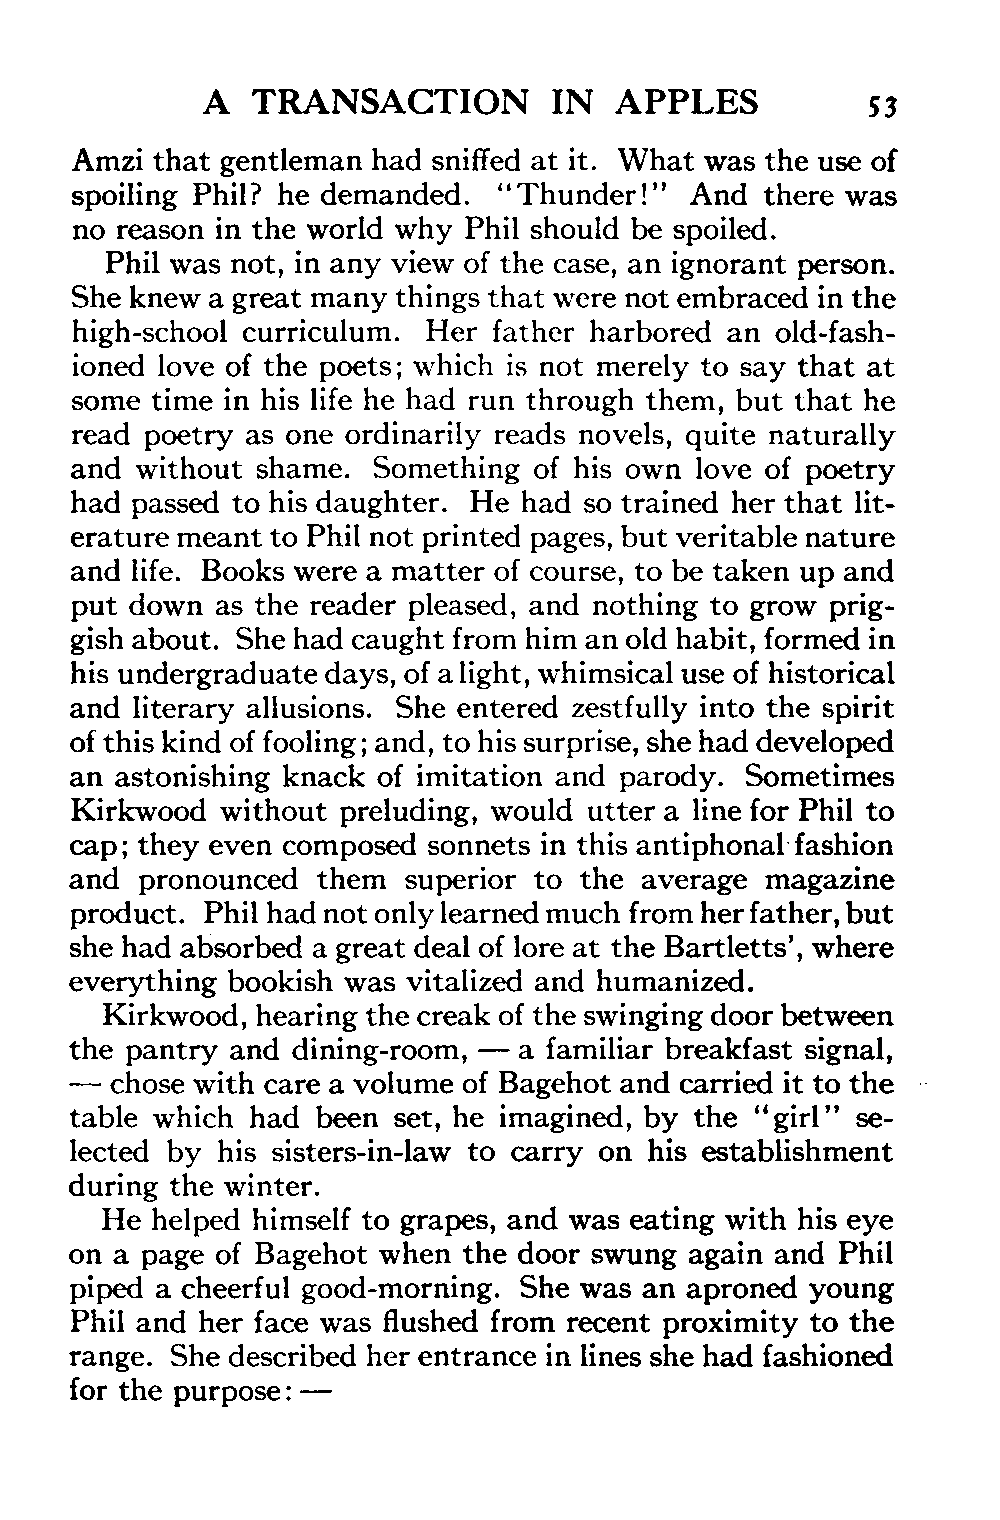 A TRANSACTION IN APPLES 53
Amzi that gentleman had sniffed at it. What was the use of
spoiling Phil? he demanded. "Thunder!" And there was
no reason in the world why Phil should be spoiled.
Phil was not, in any view of the case, an ignorant person.
She knew a great many things that were not embraced in the
high-school curriculum. Her father harbored an old-fash-
ioned love of the poets; which is not merely to say that at
some time in his life he had run through them, but that he
read poetry as one ordinarily reads novels, quite naturally
and without shame. Something of his own love of poetry
had passed to his daughter. He had so trained her that lit-
erature meant to Phil not printed pages, but veritable nature
and life. Books were a matter of course, to be taken up and
put down as the reader pleased, and nothing to grow prig-
gish about. She had caught from him an old habit, formed in
his undergraduate days, of a light, whimsical use of historical
and literary allusions. She entered zestfully into the spirit
of this kind of fooling; and, to his surprise, she had developed
an astonishing knack of imitation and parody. Sometimes
Kirkwood without preluding, would utter a line for Phil to
cap; they even composed sonnets in this antiphonal fashion
and pronounced them superior to the average magazine
product. Phil had not only learned much from her father, but
she had absorbed a great deal of lore at the Bartletts', where
everything bookish was vitalized and humanized.
Kirkwood, hearing the creak of the swinging door between
the pantry and dining-room, — a familiar breakfast signal,
— chose with care a volume of Bagehot and carried it to the
table which had been set, he imagined, by the "girl" se-
lected by his sisters-in-law to carry on his establishment
during the winter.
He helped himself to grapes, and was eating with his eye
on a page of Bagehot when the door swung again and Phil
piped a cheerful good-morning. She was an aproned young
Phil and her face was flushed from recent proximity to the
range. She described her entrance in lines she had fashioned
for the purpose: —